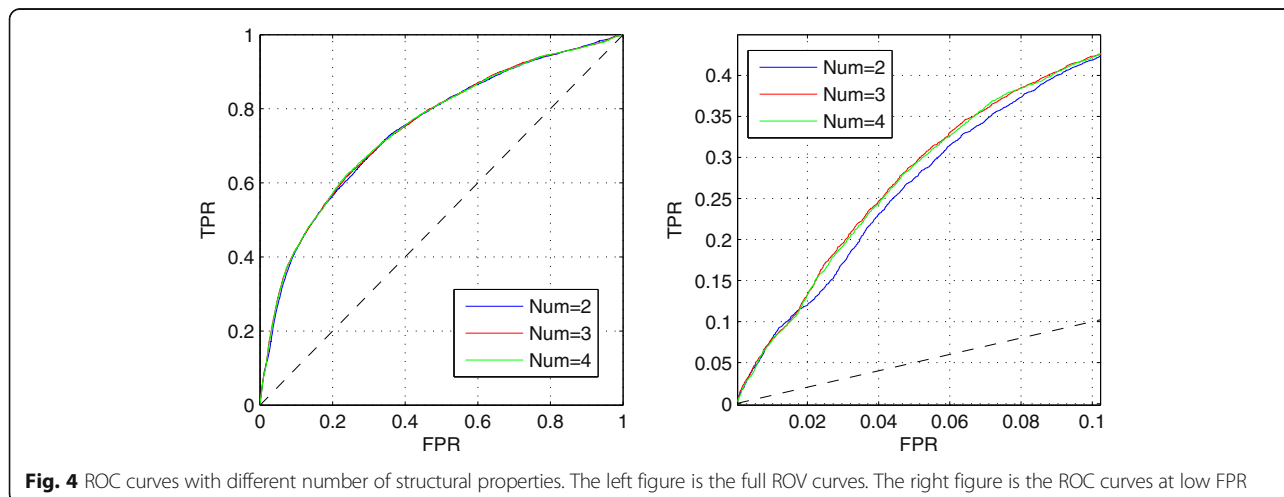 1
0.8
0.6
0.4
0.2
0
TPR
0
0.2
0.4
0.6
0.8
1
FPR
Num=2
Num=3
Num=4
0.4
0.35
0.3
0.25
0.2
0.15
0.1
0.05
0
TPR
0.02
0.04
0.06
0.08
0.1
FPR
Num=2
Num=3
Num=4
Fig. 4 ROC curves with different number of structural properties. The left figure is the full ROV curves. The right figure is the ROC curves at low FPR